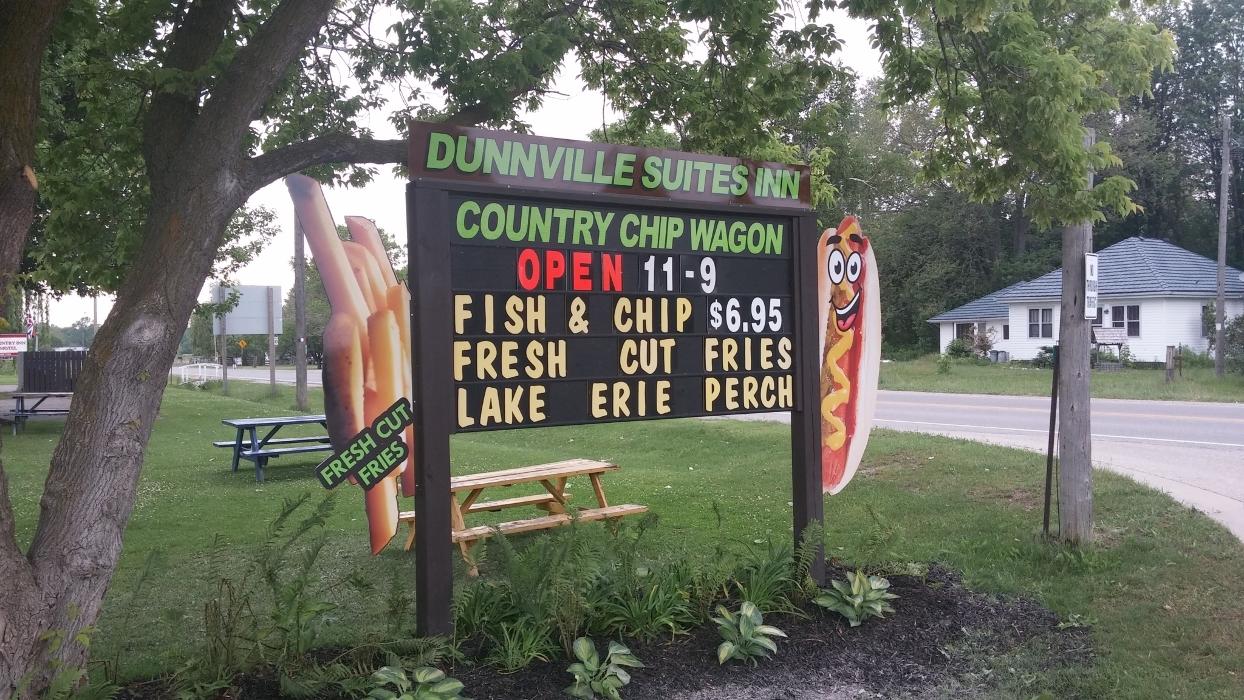 DUNNVILLE SUITES INN
COUNTRY CHIP WAGON
OPEN 11-9
FISH & CHIP $6.95
FRESH CUT FRIES
LAKE ERIE PERCH
FRESH CUT
FRIES